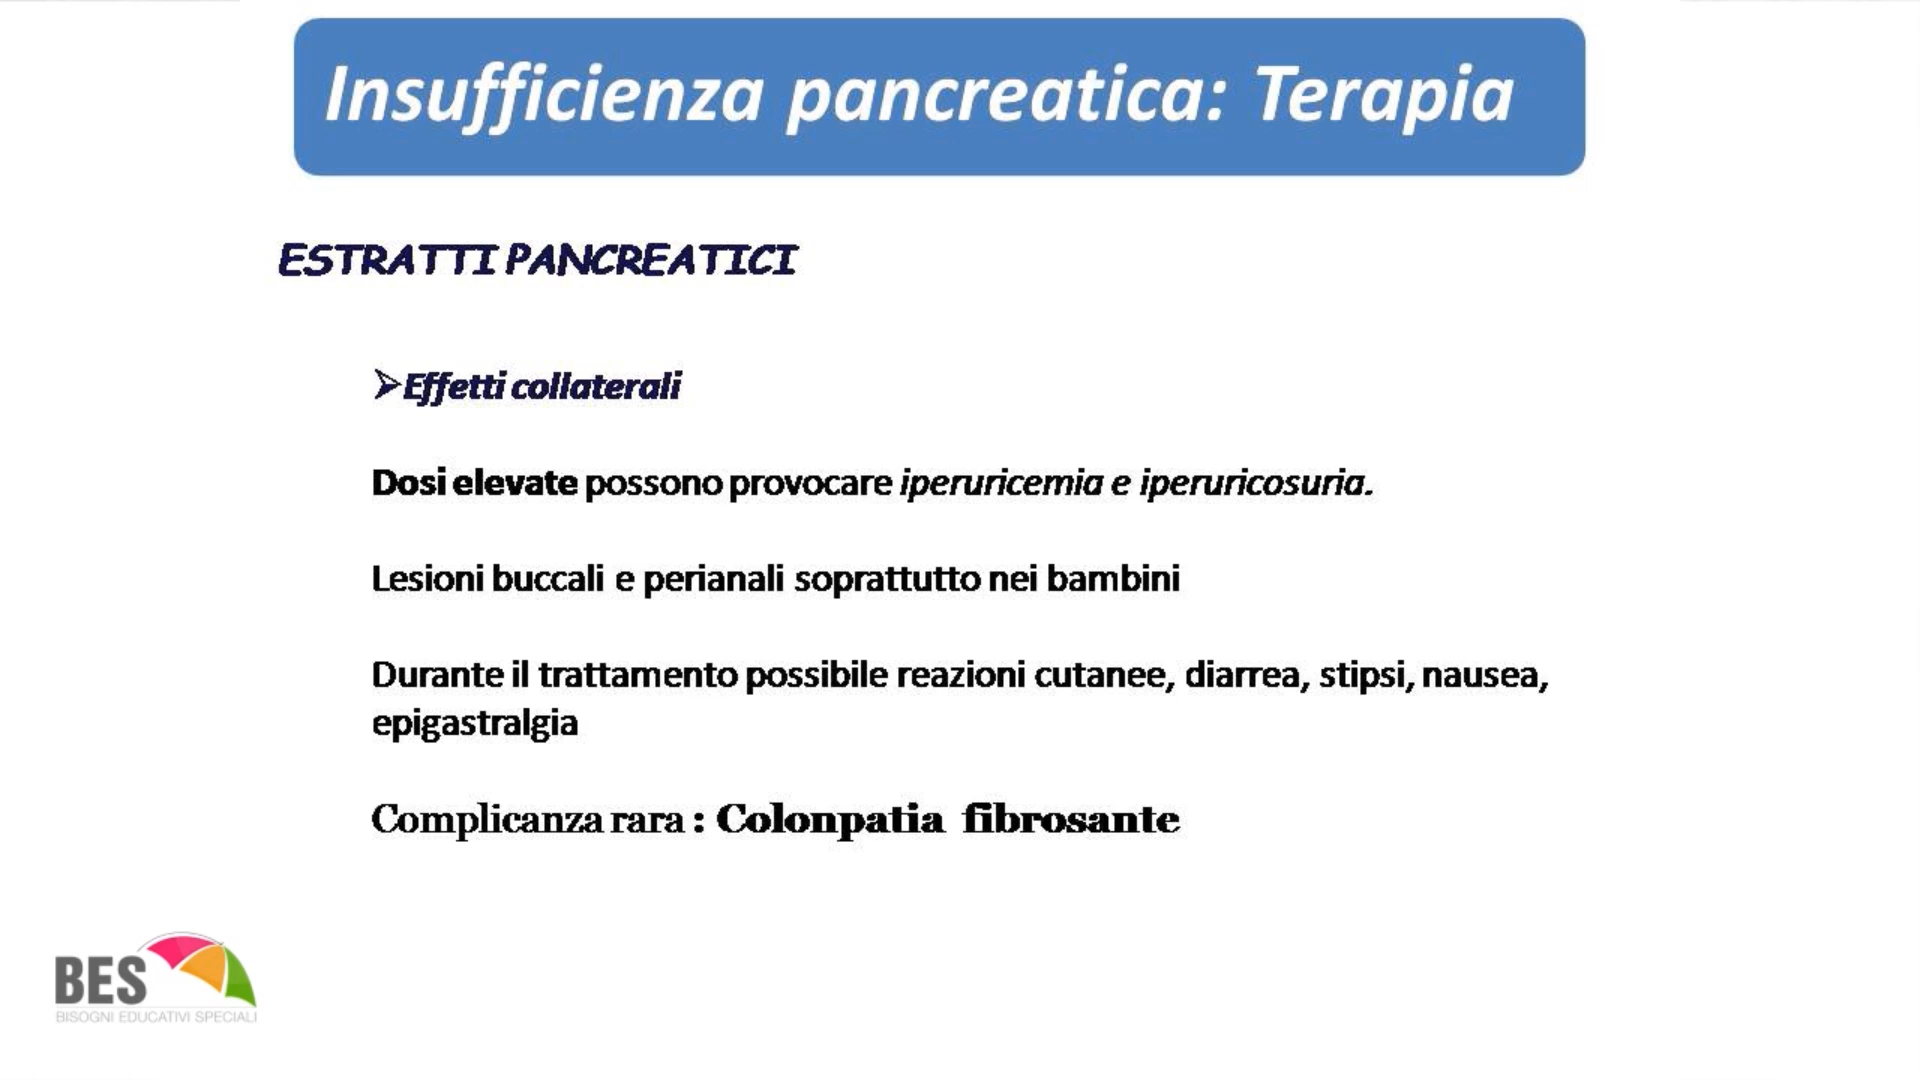 Insufficienza pancreatica: Terapia
ESTRATTI PANCREATICI
➢Effetti collaterali
Dosi elevate possono provocare iperuricemia e iperuricosuria.
Lesioni buccali e perianali soprattutto nei bambini
Durante il trattamento possibile reazioni cutanee, diarrea, stipsi, nausea,
epigastralgia
Complicanza rara : Colonpatia fibrosante
BES
BISOGNI EDUCATIVI SPECIALI